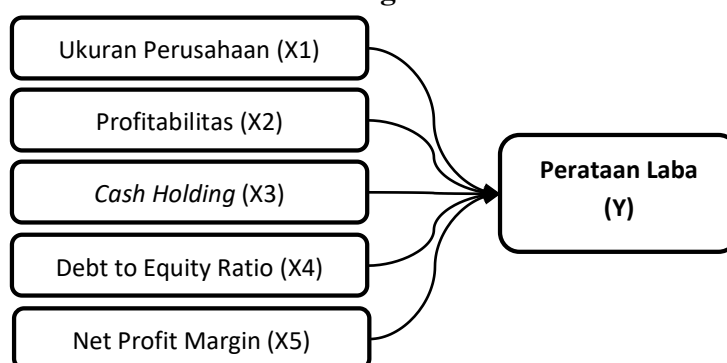 Ukuran Perusahaan (X1)
Profitabilitas (X2)
Cash Holding (X3)
Debt to Equity Ratio (X4)
Net Profit Margin (X5)
Perataan Laba
(Y)